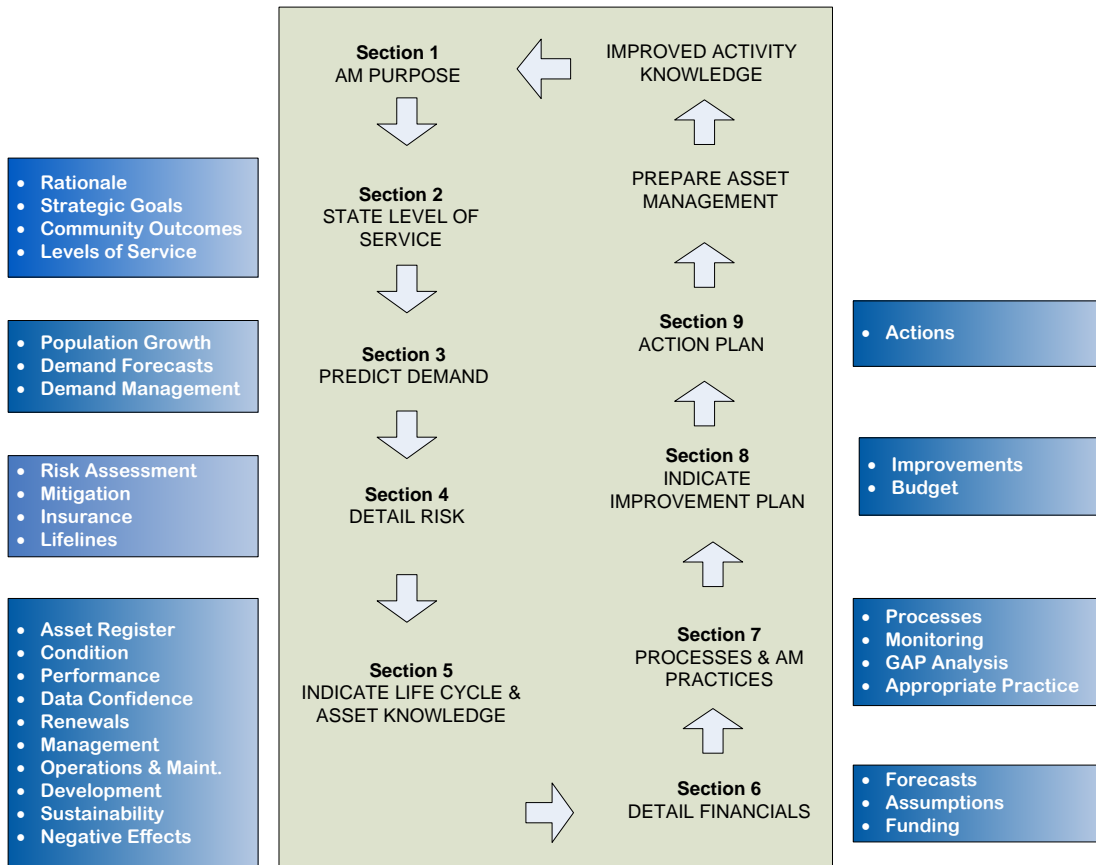 Section 1
AM PURPOSE
IMPROVED ACTIVITY
KNOWLEDGE
• Rationale
• Strategic Goals
• Community Outcomes
• Levels of Service
Section 2
STATE LEVEL OF
SERVICE
PREPARE ASSET
MANAGEMENT
• Population Growth
• Demand Forecasts
• Demand Management
Section 3
PREDICT DEMAND
Section 9
ACTION PLAN
• Actions
• Risk Assessment
• Mitigation
• Insurance
• Lifelines
Section 4
DETAIL RISK
Section 8
INDICATE
IMPROVEMENT PLAN
• Improvements
• Budget
• Asset Register
• Condition
• Performance
• Data Confidence
• Renewals
• Management
• Operations & Maint.
• Development
• Sustainability
• Negative Effects
Section 5
INDICATE LIFE CYCLE &
ASSET KNOWLEDGE
Section 7
PROCESSES & AM
PRACTICES
• Processes
• Monitoring
• GAP Analysis
• Appropriate Practice
Section 6
DETAIL FINANCIALS
• Forecasts
• Assumptions
• Funding